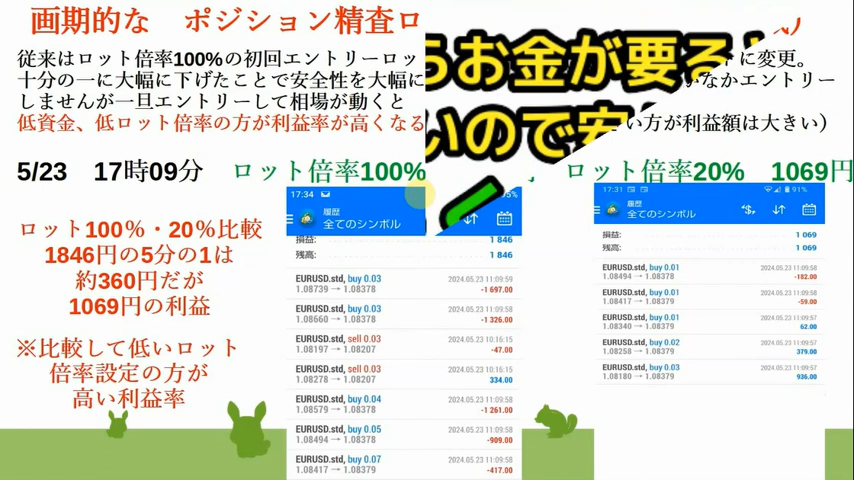 画期的な　ポジション精査ロ
従来はロット倍率100%の初回エントリーロッ に変更。
十分の一に大幅に下げたことで安全性を大幅に なかエントリー
しませんが一旦エントリーして相場が動くと
低資金、低ロット倍率の方が利益率が高くなる い方が利益額は大きい）
らお金が要る
いので安
5/23　17時09分　ロット倍率100%
ロット倍率20%　1069円
ロット100％・20％比較
1846円の5分の1は
約360円だが
1069円の利益
※比較して低いロット
倍率設定の方が
高い利益率
17:34
履歴
全てのシンボル
損益: 1 846
残高: 1 846
EURUSD.std, buy 0.03 2024.05.23 11:09:59
1.08739 → 1.08378 -1 697.00
EURUSD.std, buy 0.03 2024.05.23 11:09:58
1.08660 → 1.08378 -1 326.00
EURUSD.std, sell 0.03 2024.05.23 10:16:15
1.08197 → 1.08207 -47.00
EURUSD.std, sell 0.03 2024.05.23 10:16:15
1.08278 → 1.08207 334.00
EURUSD.std, buy 0.04 2024.05.23 11:09:58
1.08579 → 1.08378 -1 261.00
EURUSD.std, buy 0.05 2024.05.23 11:09:58
1.08494 → 1.08378 -909.00
EURUSD.std, buy 0.07 2024.05.23 11:09:58
1.08417 → 1.08379 -417.00
17:31 91%
履歴
全てのシンボル
損益: 1 069
残高: 1 069
EURUSD.std, buy 0.01 2024.05.23 11:09:58
1.08494 → 1.08378 -182.00
EURUSD.std, buy 0.01 2024.05.23 11:09:58
1.08417 → 1.08379 -59.00
EURUSD.std, buy 0.01 2024.05.23 11:09:57
1.08340 → 1.08379 62.00
EURUSD.std, buy 0.02 2024.05.23 11:09:57
1.08258 → 1.08379 379.00
EURUSD.std, buy 0.03 2024.05.23 11:09:57
1.08180 → 1.08379 936.00